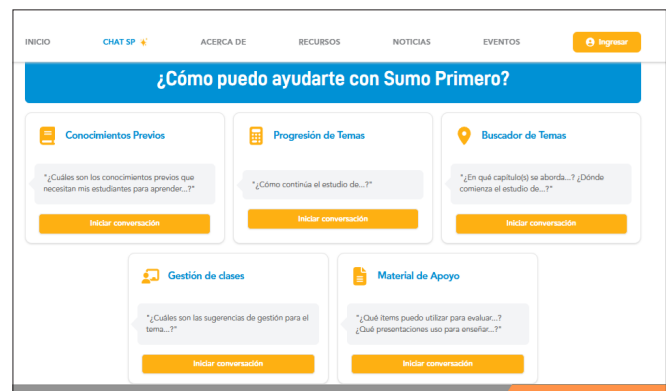 INICIO CHAT SP ACERCA DE RECURSOS NOTICIAS EVENTOS Ingresar
¿Cómo puedo ayudarte con Sumo Primero?
Conocimientos Previos
"¿Cuáles son los conocimientos previos que
necesitan mis estudiantes para aprender...?"
Iniciar conversación
Progresión de Temas
"¿Cómo continúa el estudio de...?"
Iniciar conversación
Buscador de Temas
"¿En qué capítulo(s) se aborda...? ¿Dónde
comienza el estudio de...?"
Iniciar conversación
Gestión de clases
"¿Cuáles son las sugerencias de gestión para el
tema...?"
Iniciar conversación
Material de Apoyo
"¿Qué ítems puedo utilizar para evaluar...?
¿Qué presentaciones uso para enseñar...?"
Iniciar conversación